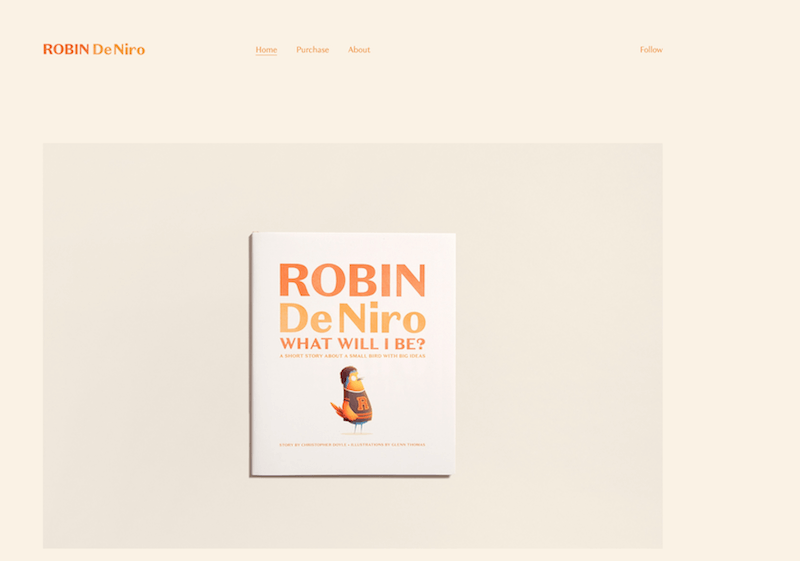 ROBIN De Niro
Home Purchase About
Follow
ROBIN
De Niro
WHAT WILL I BE?
A SHORT STORY ABOUT A SMALL BIRD WITH BIG IDEAS
R
STORY BY CHRISTOPHER DOYLE • ILLUSTRATIONS BY GLENN THOMAS